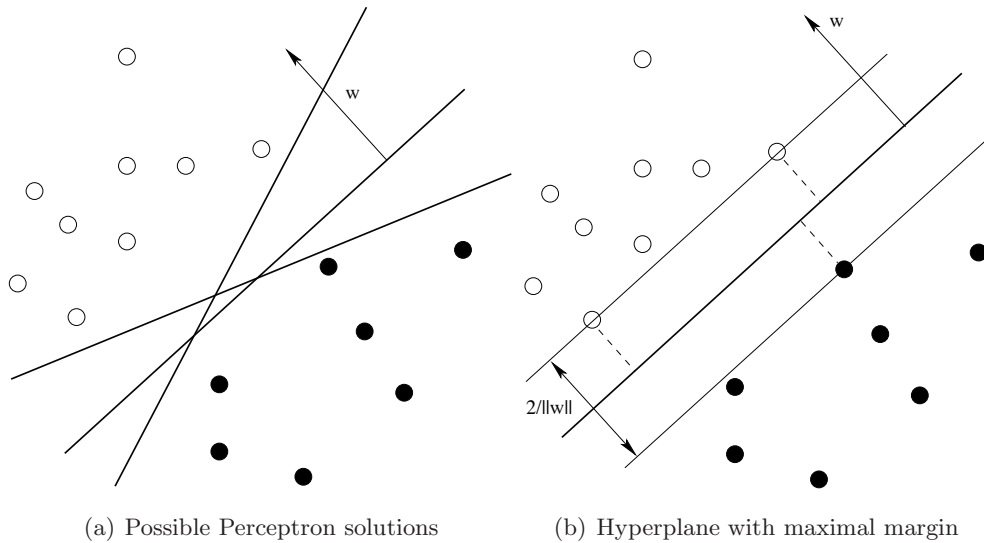 w
w
2/||w||
(a) Possible Perceptron solutions
(b) Hyperplane with maximal margin